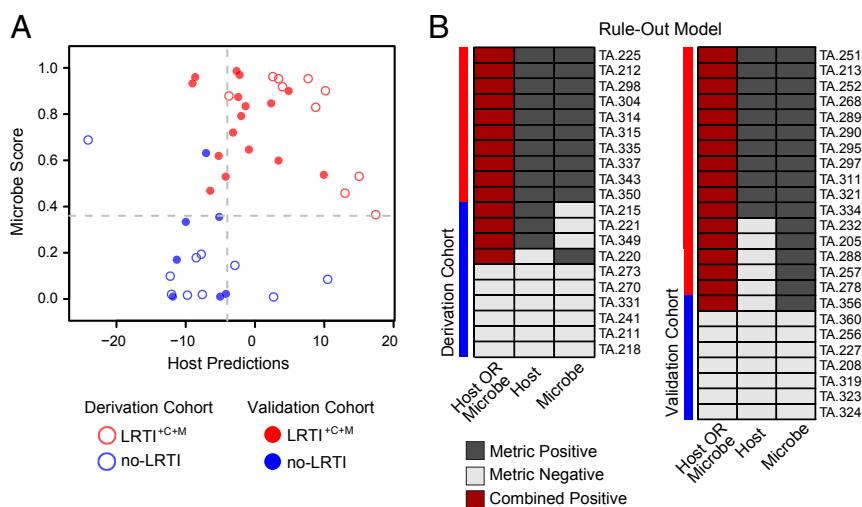 A
B
Rule-Out Model
Microbe Score
1.0
0.8
0.6
0.4
0.2
0.0
−20
−10
0
10
20
Host Predictions
Derivation Cohort
LRTI+C+M
no-LRTI
Validation Cohort
LRTI+C+M
no-LRTI
Derivation Cohort
TA.225
TA.212
TA.298
TA.304
TA.314
TA.315
TA.335
TA.337
TA.343
TA.350
TA.215
TA.221
TA.349
TA.220
TA.273
TA.270
TA.331
TA.241
TA.211
TA.218
Host OR
Microbe
Host
Microbe
Validation Cohort
TA.251
TA.213
TA.252
TA.268
TA.289
TA.290
TA.295
TA.297
TA.311
TA.321
TA.334
TA.232
TA.205
TA.288
TA.257
TA.278
TA.356
TA.360
TA.256
TA.227
TA.208
TA.319
TA.323
TA.324
Host OR
Microbe
Host
Microbe
Metric Positive
Metric Negative
Combined Positive